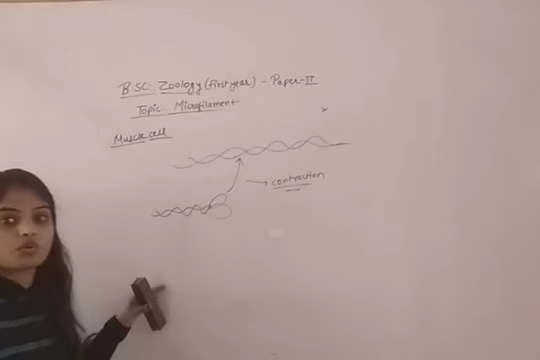 B.SC- Zoology (first year) - Paper-II
Topic Microfilament
Muscle cell
contraction